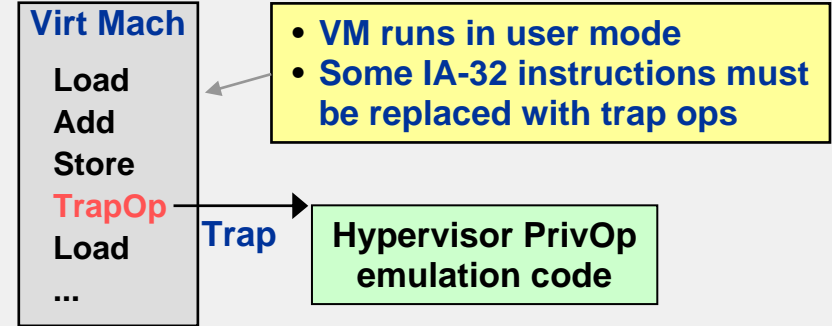 Virt Mach
• VM runs in user mode
• Some IA-32 instructions must
be replaced with trap ops
Load
Add
Store
TrapOp
Load
...
Trap
Hypervisor PrivOp
emulation code